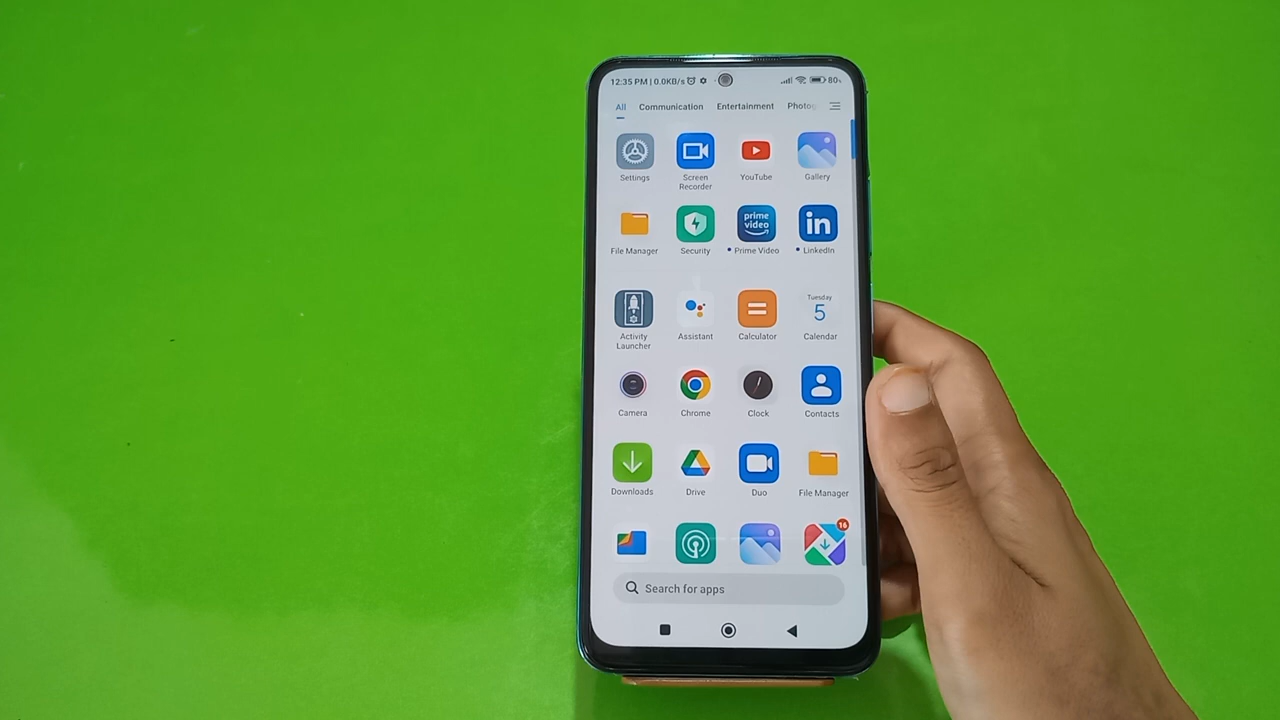 12:35 PM | 0.0KB/s 80
All Communication Entertainment Photog
Settings Screen Recorder YouTube Gallery
prime video in
File Manager Security Prime Video LinkedIn
Tuesday
5
Activity Launcher Assistant Calculator Calendar
Camera Chrome Clock Contacts
Downloads Drive Duo File Manager
16
Search for apps